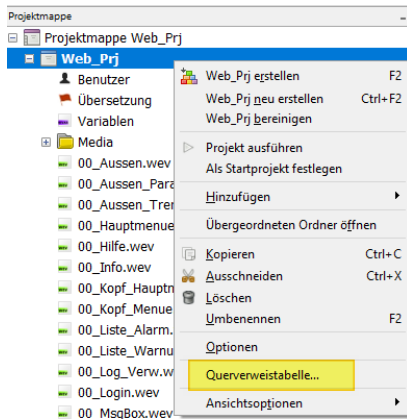 Projektmappe
Projektmappe Web_Prj
Web_Prj
Benutzer
Übersetzung
Variablen
Media
00_Aussen.wev
00_Aussen_Para
00_Aussen_Tren
00_Hauptmenue
00_Hilfe.wev
00_Info.wev
00_Kopf_Hauptn
00_Kopf_Menue
00_Liste_Alarm.
00_Liste_Warnu
00_Log_Verw.w
00_Login.wev
00_MsgBox.wev
Web_Prj erstellen F2
Web_Prj neu erstellen Ctrl+F2
Web_Prj bereinigen
Projekt ausführen
Als Startprojekt festlegen
Hinzufügen
Übergeordneten Ordner öffnen
Kopieren Ctrl+C
Ausschneiden Ctrl+X
Löschen
Umbenennen F2
Optionen
Querverweistabelle...
Ansichtsoptionen